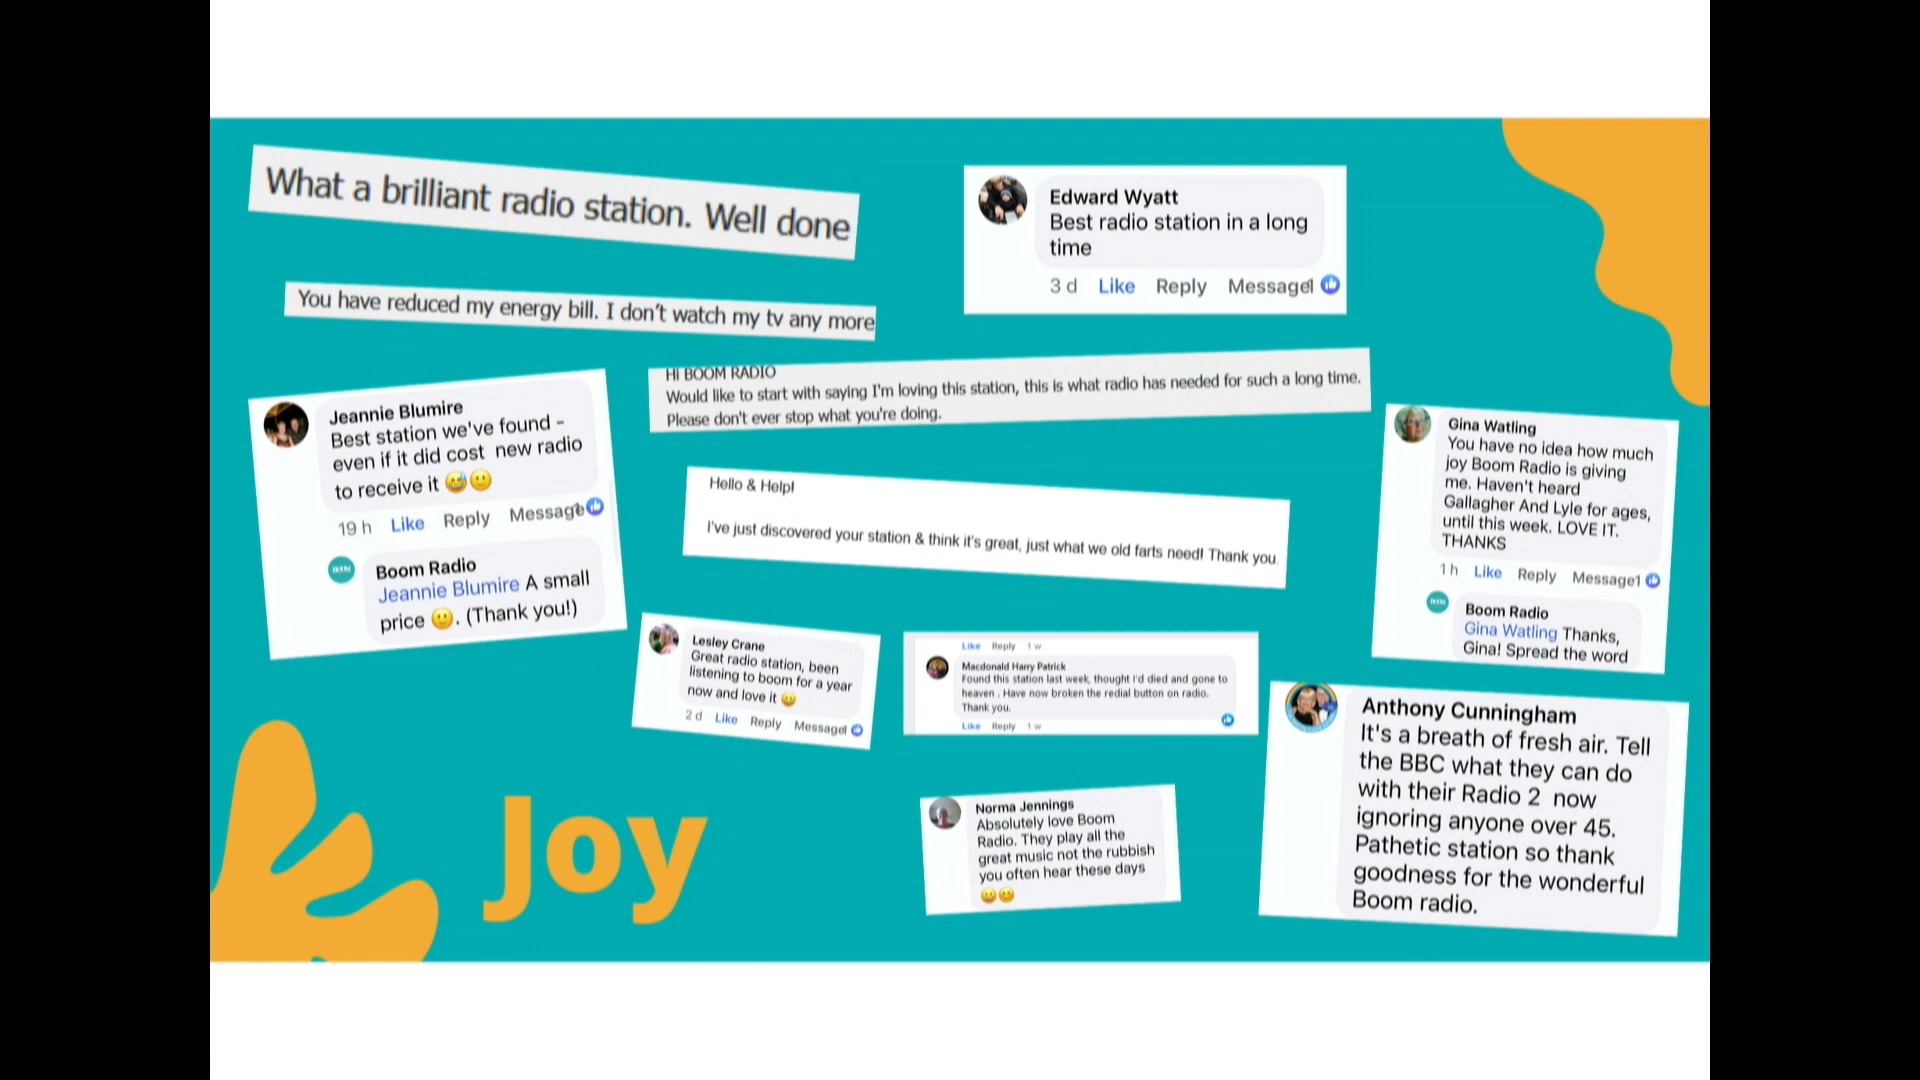 What a brilliant radio station. Well done
Edward Wyatt
Best radio station in a long
time
3 d Like Reply Message 1
You have reduced my energy bill. I don't watch my tv any more
Hi BOOM RADIO
Would like to start with saying I'm loving this station, this is what radio has needed for such a long time.
Please don't ever stop what you're doing.
Jeannie Blumire
Best station we've found -
even if it did cost new radio
to receive it 😅🙂
19 h Like Reply Message
Boom Radio
Jeannie Blumire A small
price 🙂. (Thank you!)
Gina Watling
You have no idea how much
joy Boom Radio is giving
me. Haven't heard
Gallagher And Lyle for ages,
until this week. LOVE IT.
THANKS
1 h Like Reply Message 1
Boom Radio
Gina Watling Thanks,
Gina! Spread the word
Hello & Help!
I've just discovered your station & think it's great, just what we old farts need! Thank you.
Lesley Crane
Great radio station, been
listening to boom for a year
now and love it 😀
2 d Like Reply Message
Like Reply 1 w
Macdonald Harry Patrick
Found this station last week, thought I'd died and gone to
heaven . Have now broken the redial button on radio.
Thank you.
Like Reply 1 w
Anthony Cunningham
It's a breath of fresh air. Tell
the BBC what they can do
with their Radio 2 now
ignoring anyone over 45.
Pathetic station so thank
goodness for the wonderful
Boom radio.
Norma Jennings
Absolutely love Boom
Radio. They play all the
great music not the rubbish
you often hear these days
😀😊
Joy